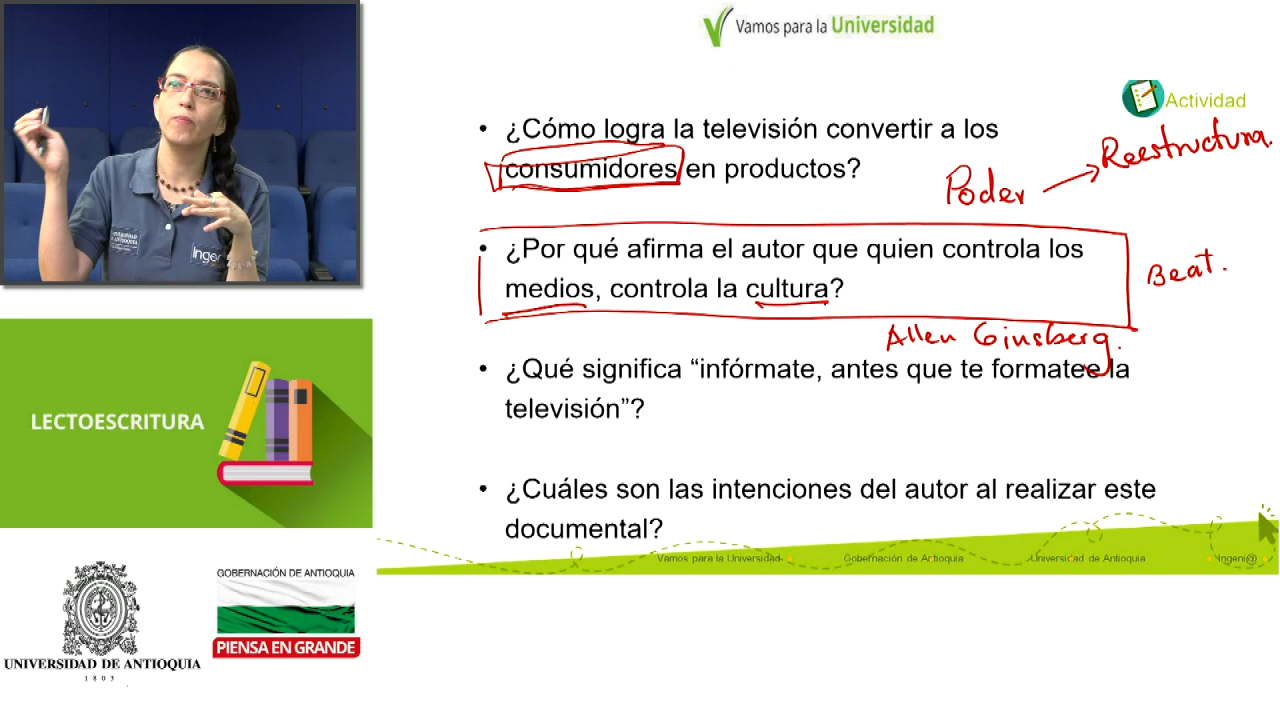 Vamos para la Universidad
Actividad
• ¿Cómo logra la televisión convertir a los
consumidores en productos?
Poder → Reestructura.
• ¿Por qué afirma el autor que quien controla los
medios, controla la cultura?
Beat.
Allen Ginsberg.
• ¿Qué significa “infórmate, antes que te formatee la
televisión”?
• ¿Cuáles son las intenciones del autor al realizar este
documental?
Vamos para la Universidad Gobernación de Antioquia Universidad de Antioquia Ingeni@
LECTOESCRITURA
UNIVERSIDAD DE ANTIOQUIA
1803
GOBERNACIÓN DE ANTIOQUIA
PIENSA EN GRANDE